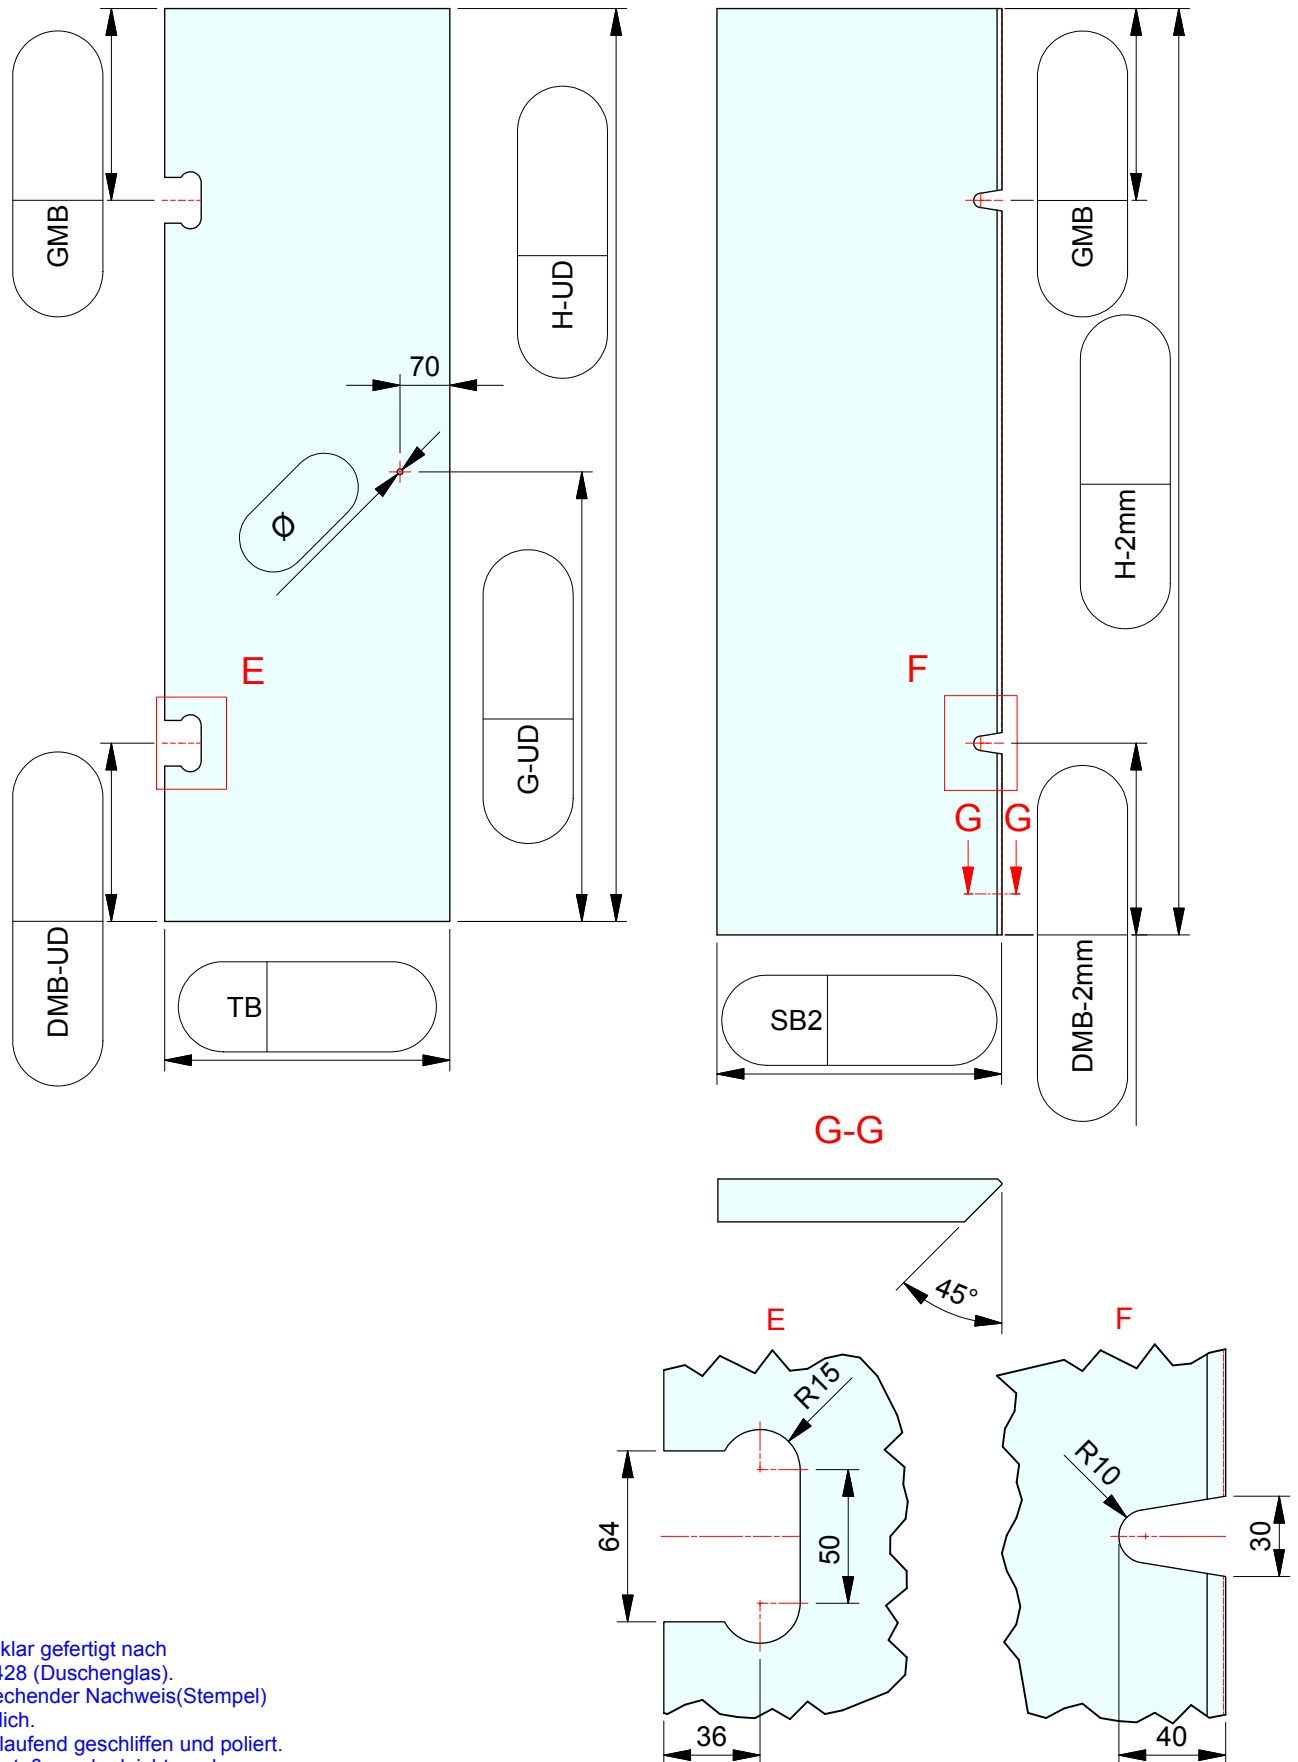 GMB
H-UD
70
Ø
E
G-UD
DMB-UD
TB
GMB
H-2mm
F
G G
DMB-2mm
SB2
G-G
45°
E
R15
64
50
36
F
R10
30
40
klar gefertigt nach
428 (Duschenglas).
echender Nachweis(Stempel)
lich.
laufend geschliffen und poliert.